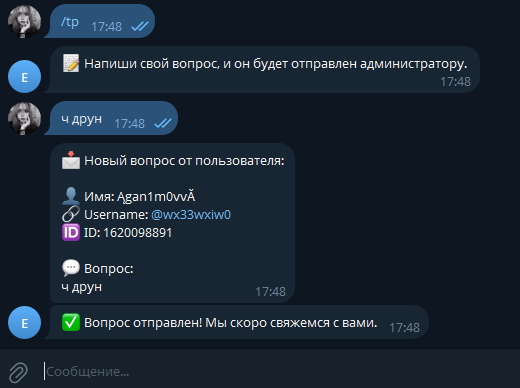 /tp 17:48
E
📝 Напиши свой вопрос, и он будет отправлен администратору.
17:48
ч друн 17:48
📩 Новый вопрос от пользователя:
👤 Имя: Ągan1m0vvǍ
🔗 Username: @wx33wxiw0
🆔 ID: 1620098891
💬 Вопрос:
ч друн
17:48
E
✅ Вопрос отправлен! Мы скоро свяжемся с вами. 17:48
Сообщение...